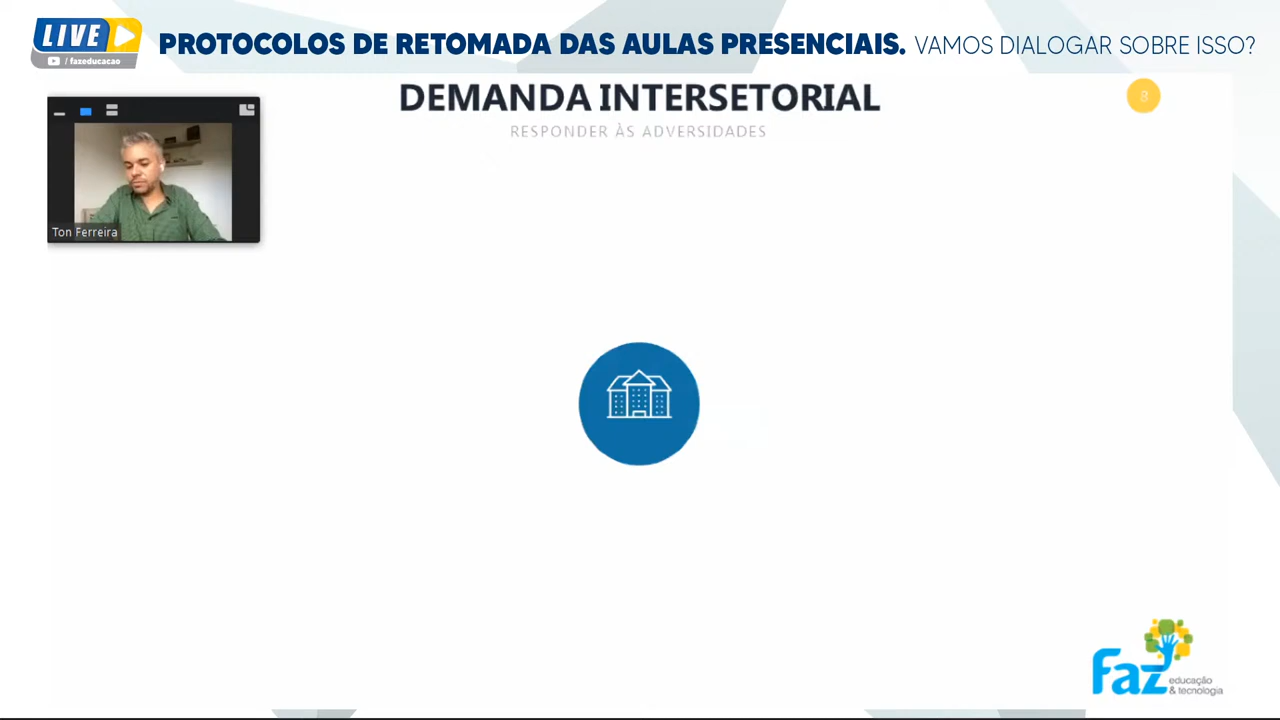 LIVE
/ fazeducacao
PROTOCOLOS DE RETOMADA DAS AULAS PRESENCIAIS. VAMOS DIALOGAR SOBRE ISSO?
DEMANDA INTERSETORIAL
8
RESPONDER ÀS ADVERSIDADES
Ton Ferreira
Faz
educação
& tecnologia